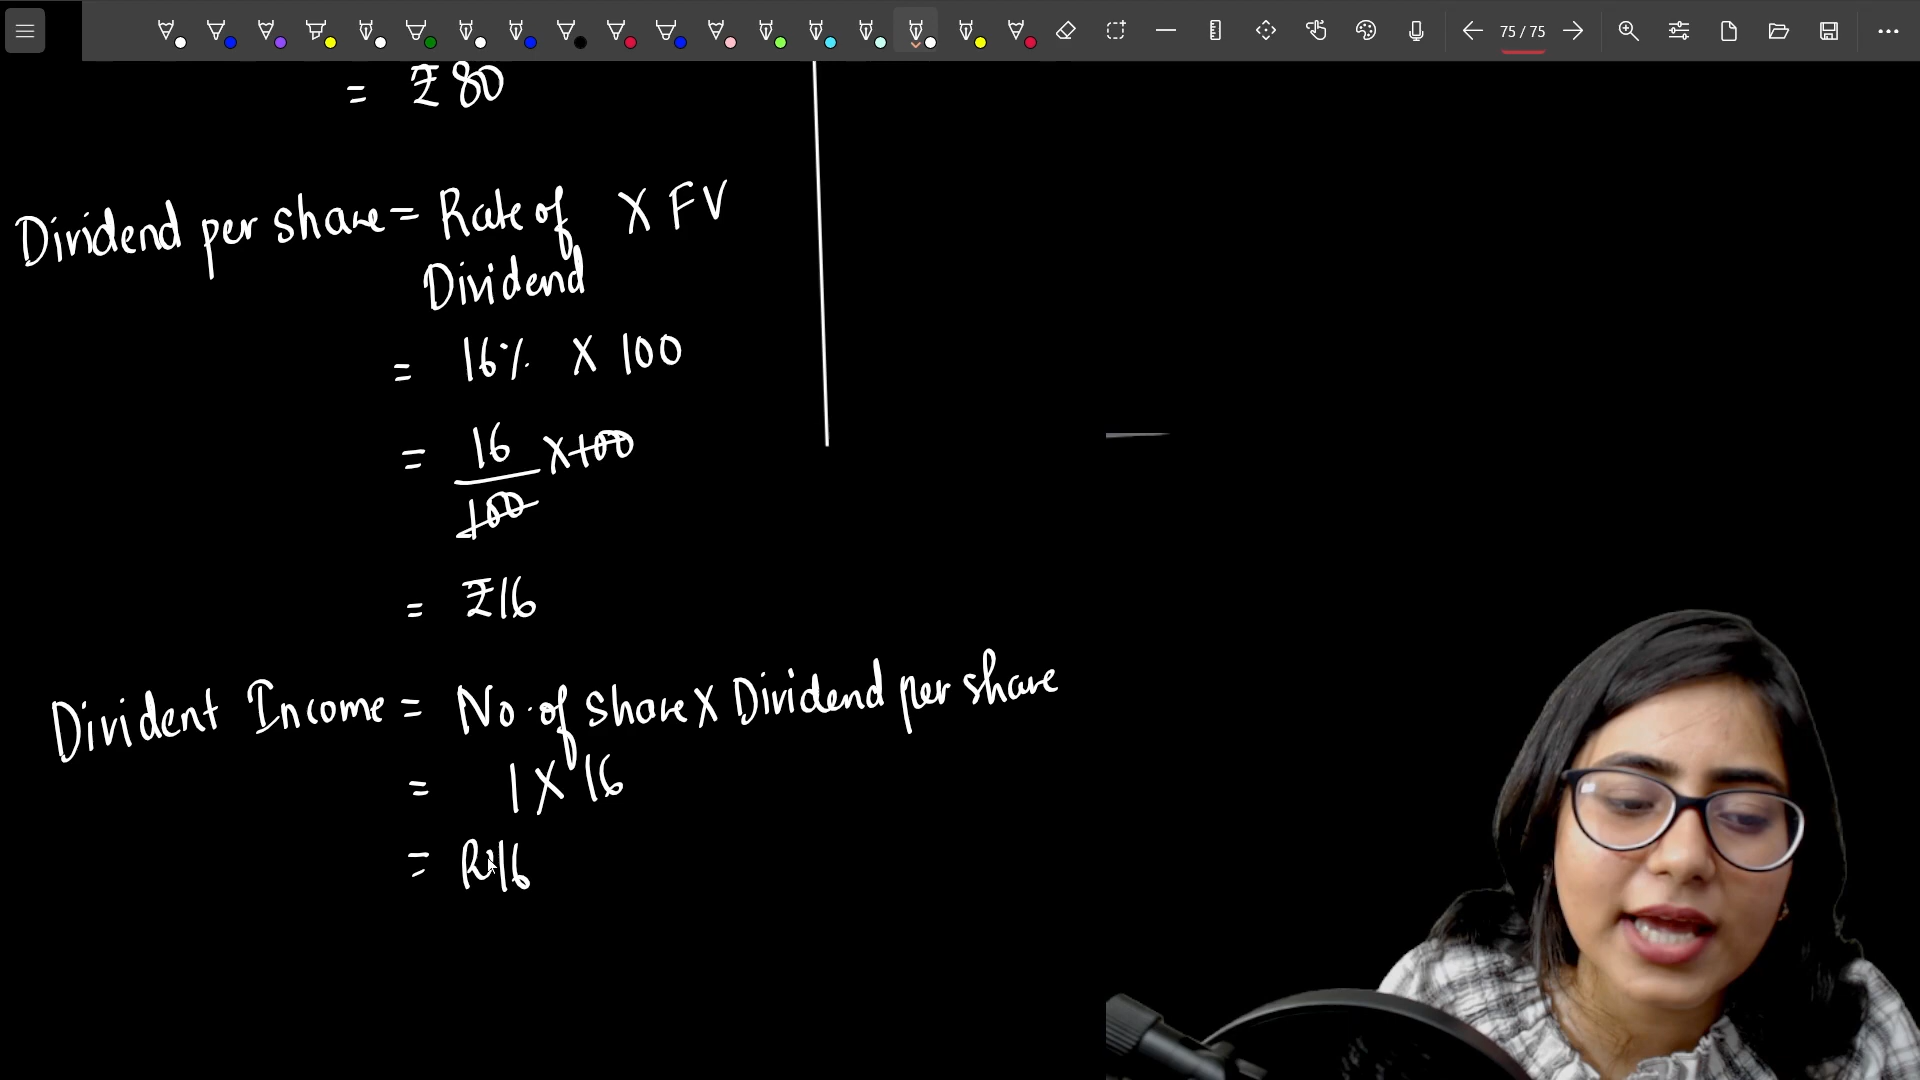 75 / 75
= ₹80
Dividend per share = Rate of X FV
Dividend
= 16% X 100
= 16 X 100
100
= ₹16
Divident Income = No. of share X Dividend per share
= 1 X 16
= R 16